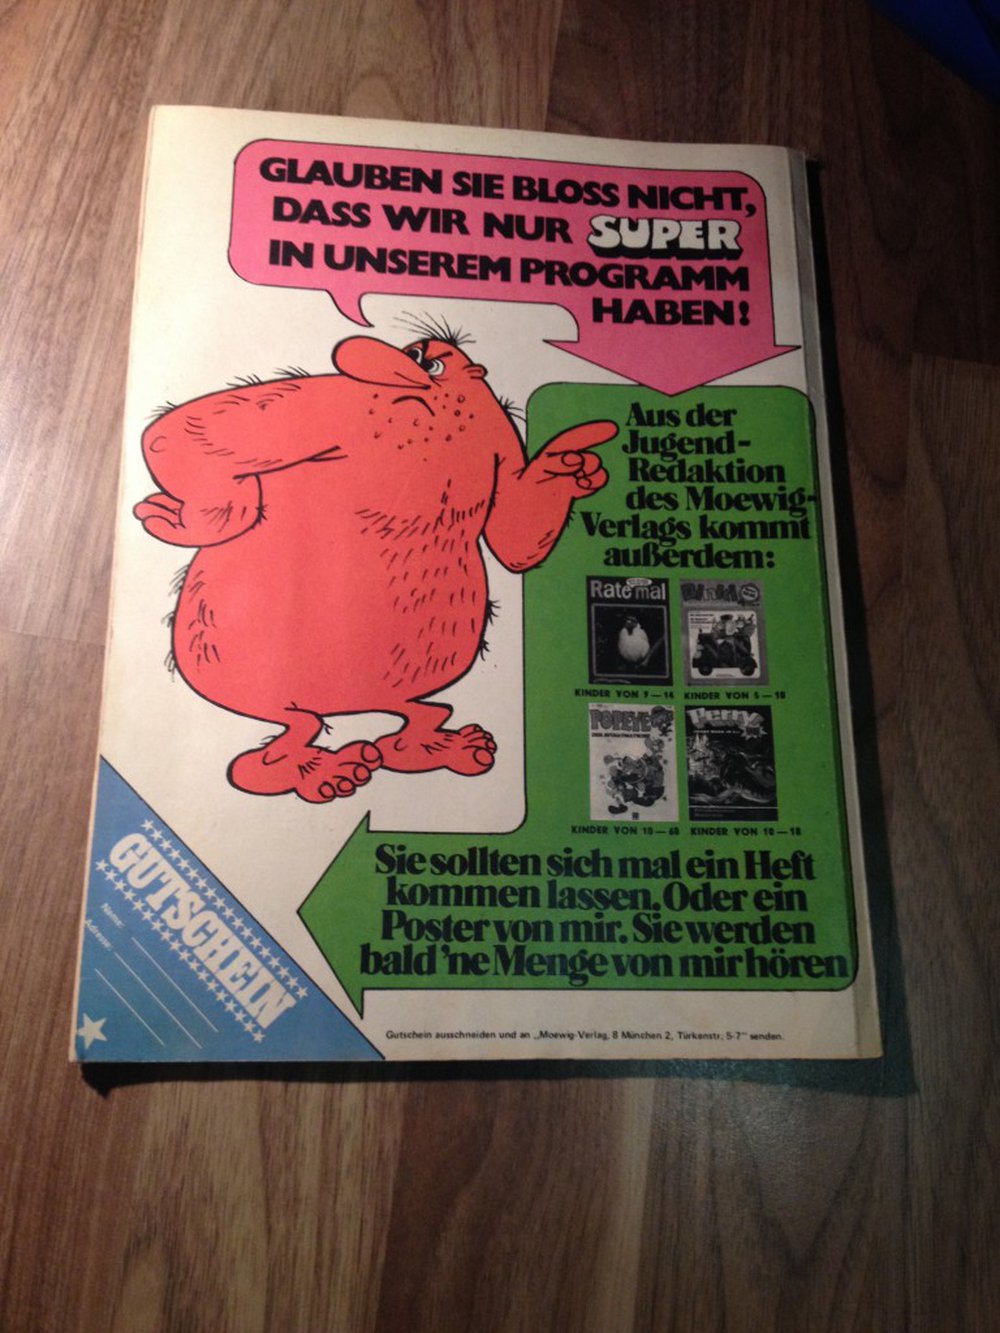 GLAUBEN SIE BLOSS NICHT,
DASS WIR NUR SUPER
IN UNSEREM PROGRAMM
HABEN!
Aus der
Jugend-
Redaktion
des Moewig-
Verlags kommt
außerdem:
Rate mal
KINDER VON 9—14
KINDER VON 5—10
POPEYE
KINDER VON 10—60
KINDER VON 10—18
Sie sollten sich mal ein Heft
kommen lassen. Oder ein
Poster von mir. Sie werden
bald 'ne Menge von mir hören
GUTSCHEIN
Name:
Adresse:
Gutschein ausschneiden und an „Moewig-Verlag, 8 München 2, Türkenstr. 5-7" senden.